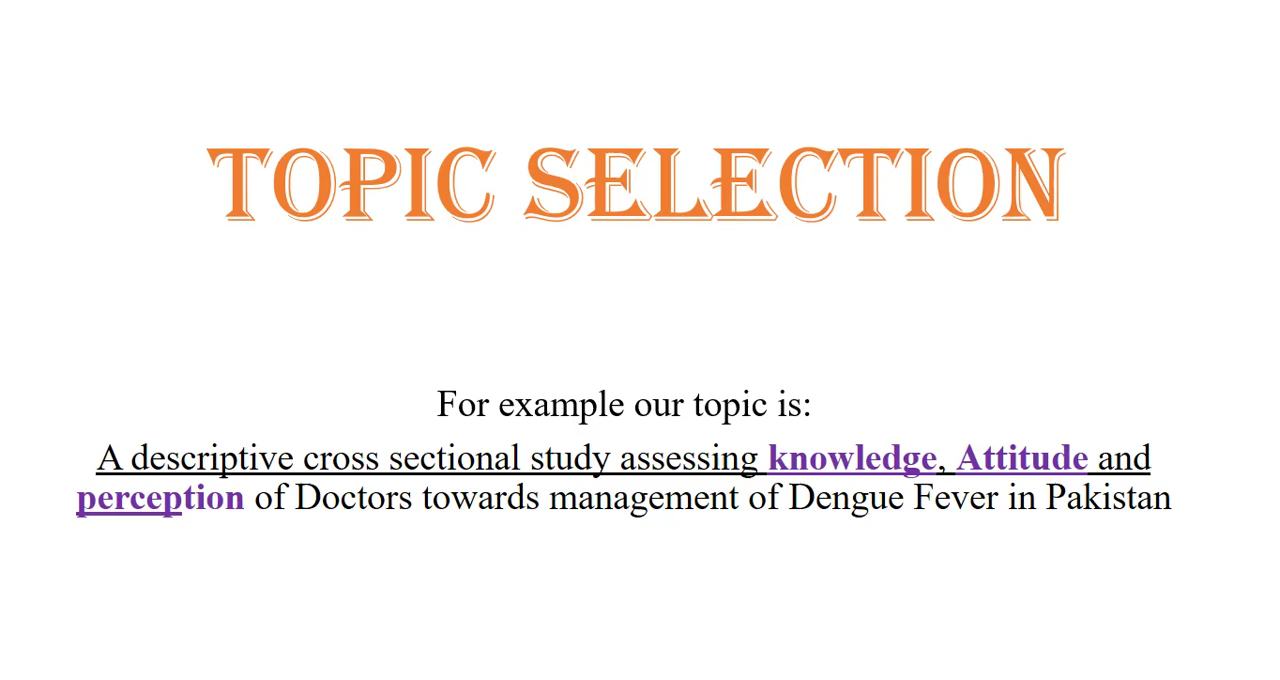 TOPIC SELECTION
For example our topic is:
A descriptive cross sectional study assessing knowledge, Attitude and
perception of Doctors towards management of Dengue Fever in Pakistan